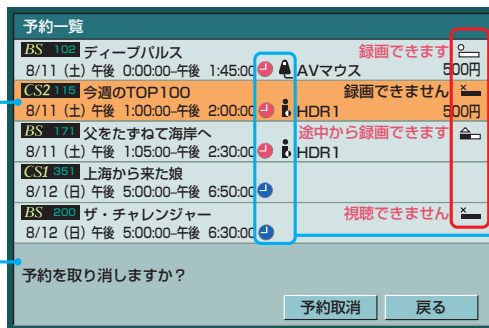 予約一覧
BS 102 ディープパルス 録画できます
8/11 (土) 午後 0:00:00–午後 1:45:00 AVマウス 500円
CS2 115 今週のTOP100 録画できません
8/11 (土) 午後 1:00:00–午後 2:00:00 HDR1 500円
BS 171 父をたずねて海岸へ 途中から録画できます
8/11 (土) 午後 1:05:00–午後 2:30:00 HDR1
CS1 351 上海から来た娘
8/12 (日) 午後 5:00:00–午後 6:50:00
BS 200 ザ・チャレンジャー 視聴できません
8/12 (日) 午後 5:00:00–午後 6:30:00
予約を取り消しますか？
予約取消 戻る